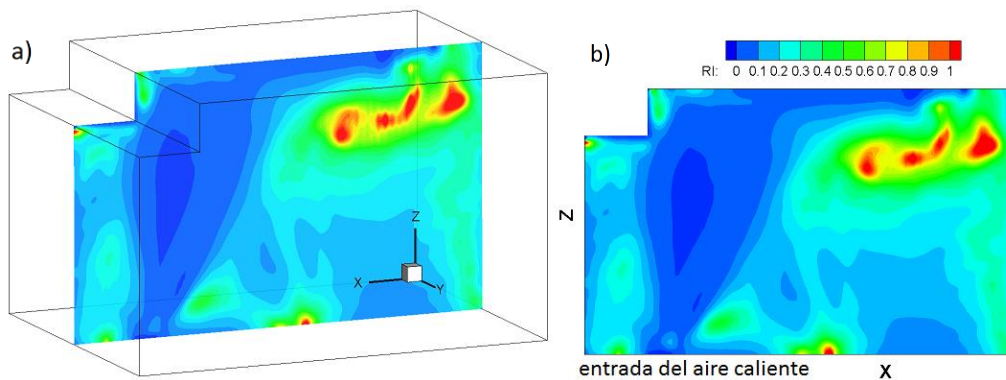 a)
b)
RI: 0 0.1 0.2 0.3 0.4 0.5 0.6 0.7 0.8 0.9 1
Z
X
Y
Z
entrada del aire caliente
X